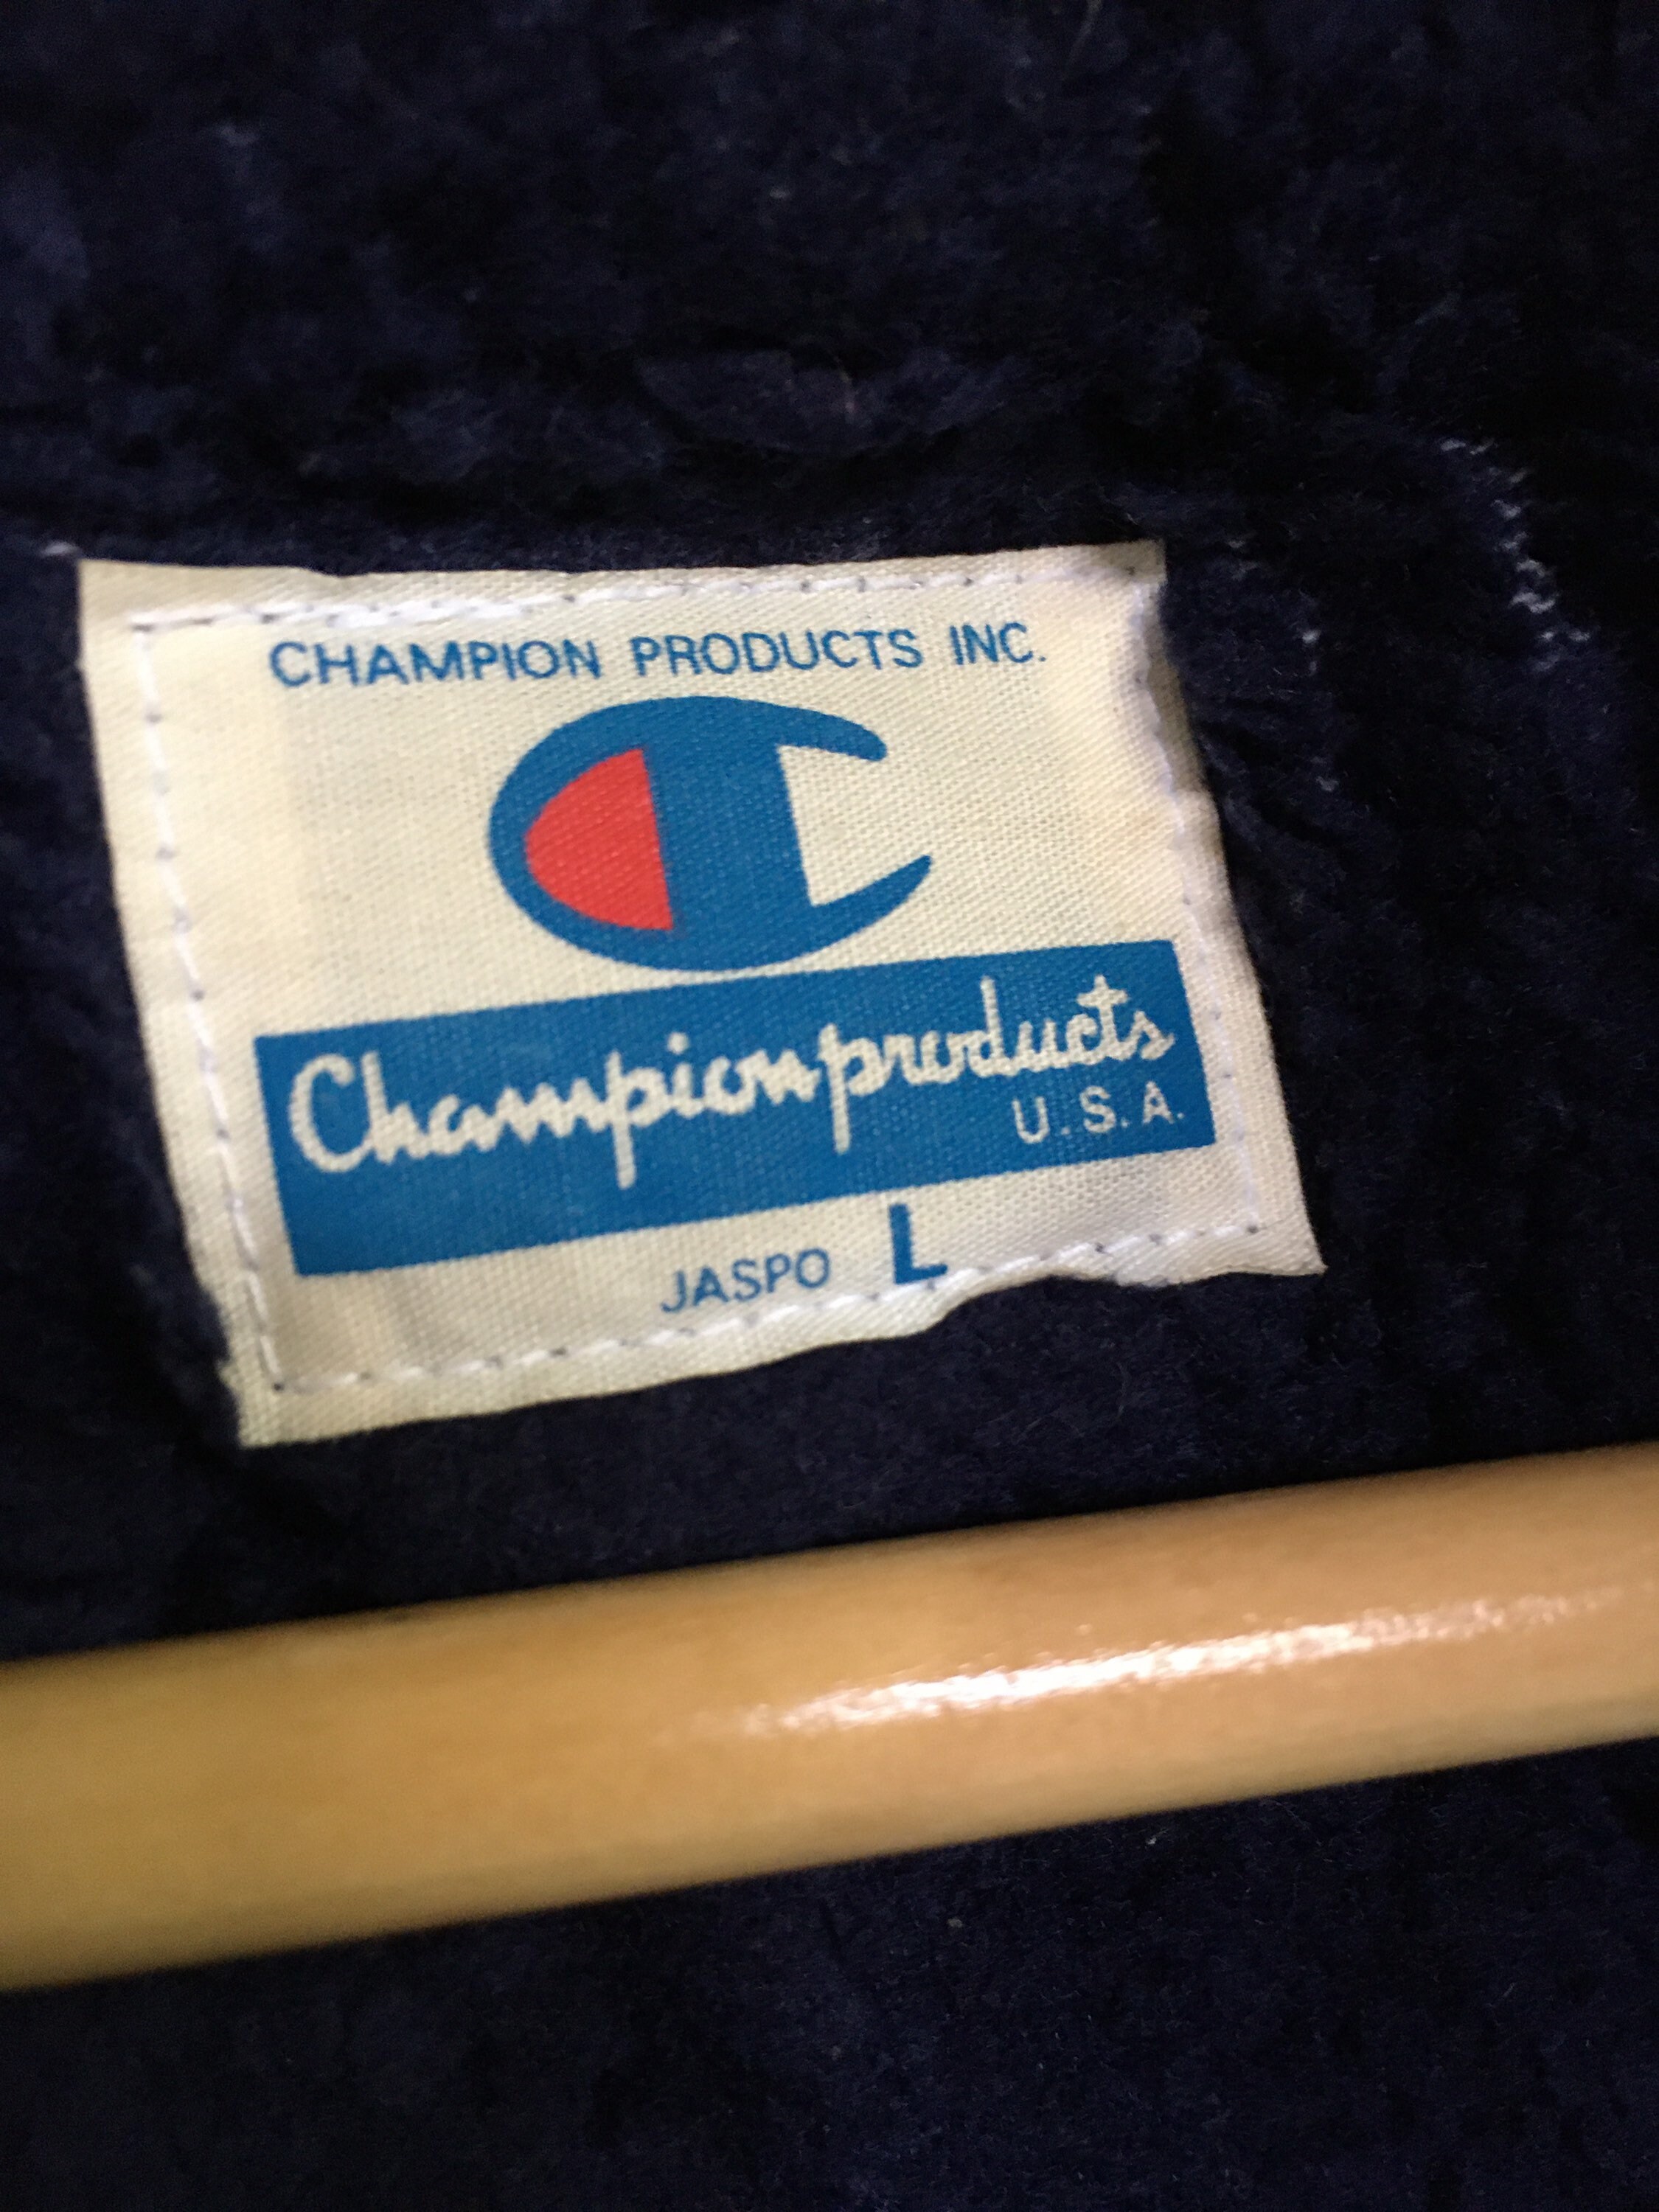 CHAMPION PRODUCTS INC.
Championproducts
U.S.A.
JASPO L